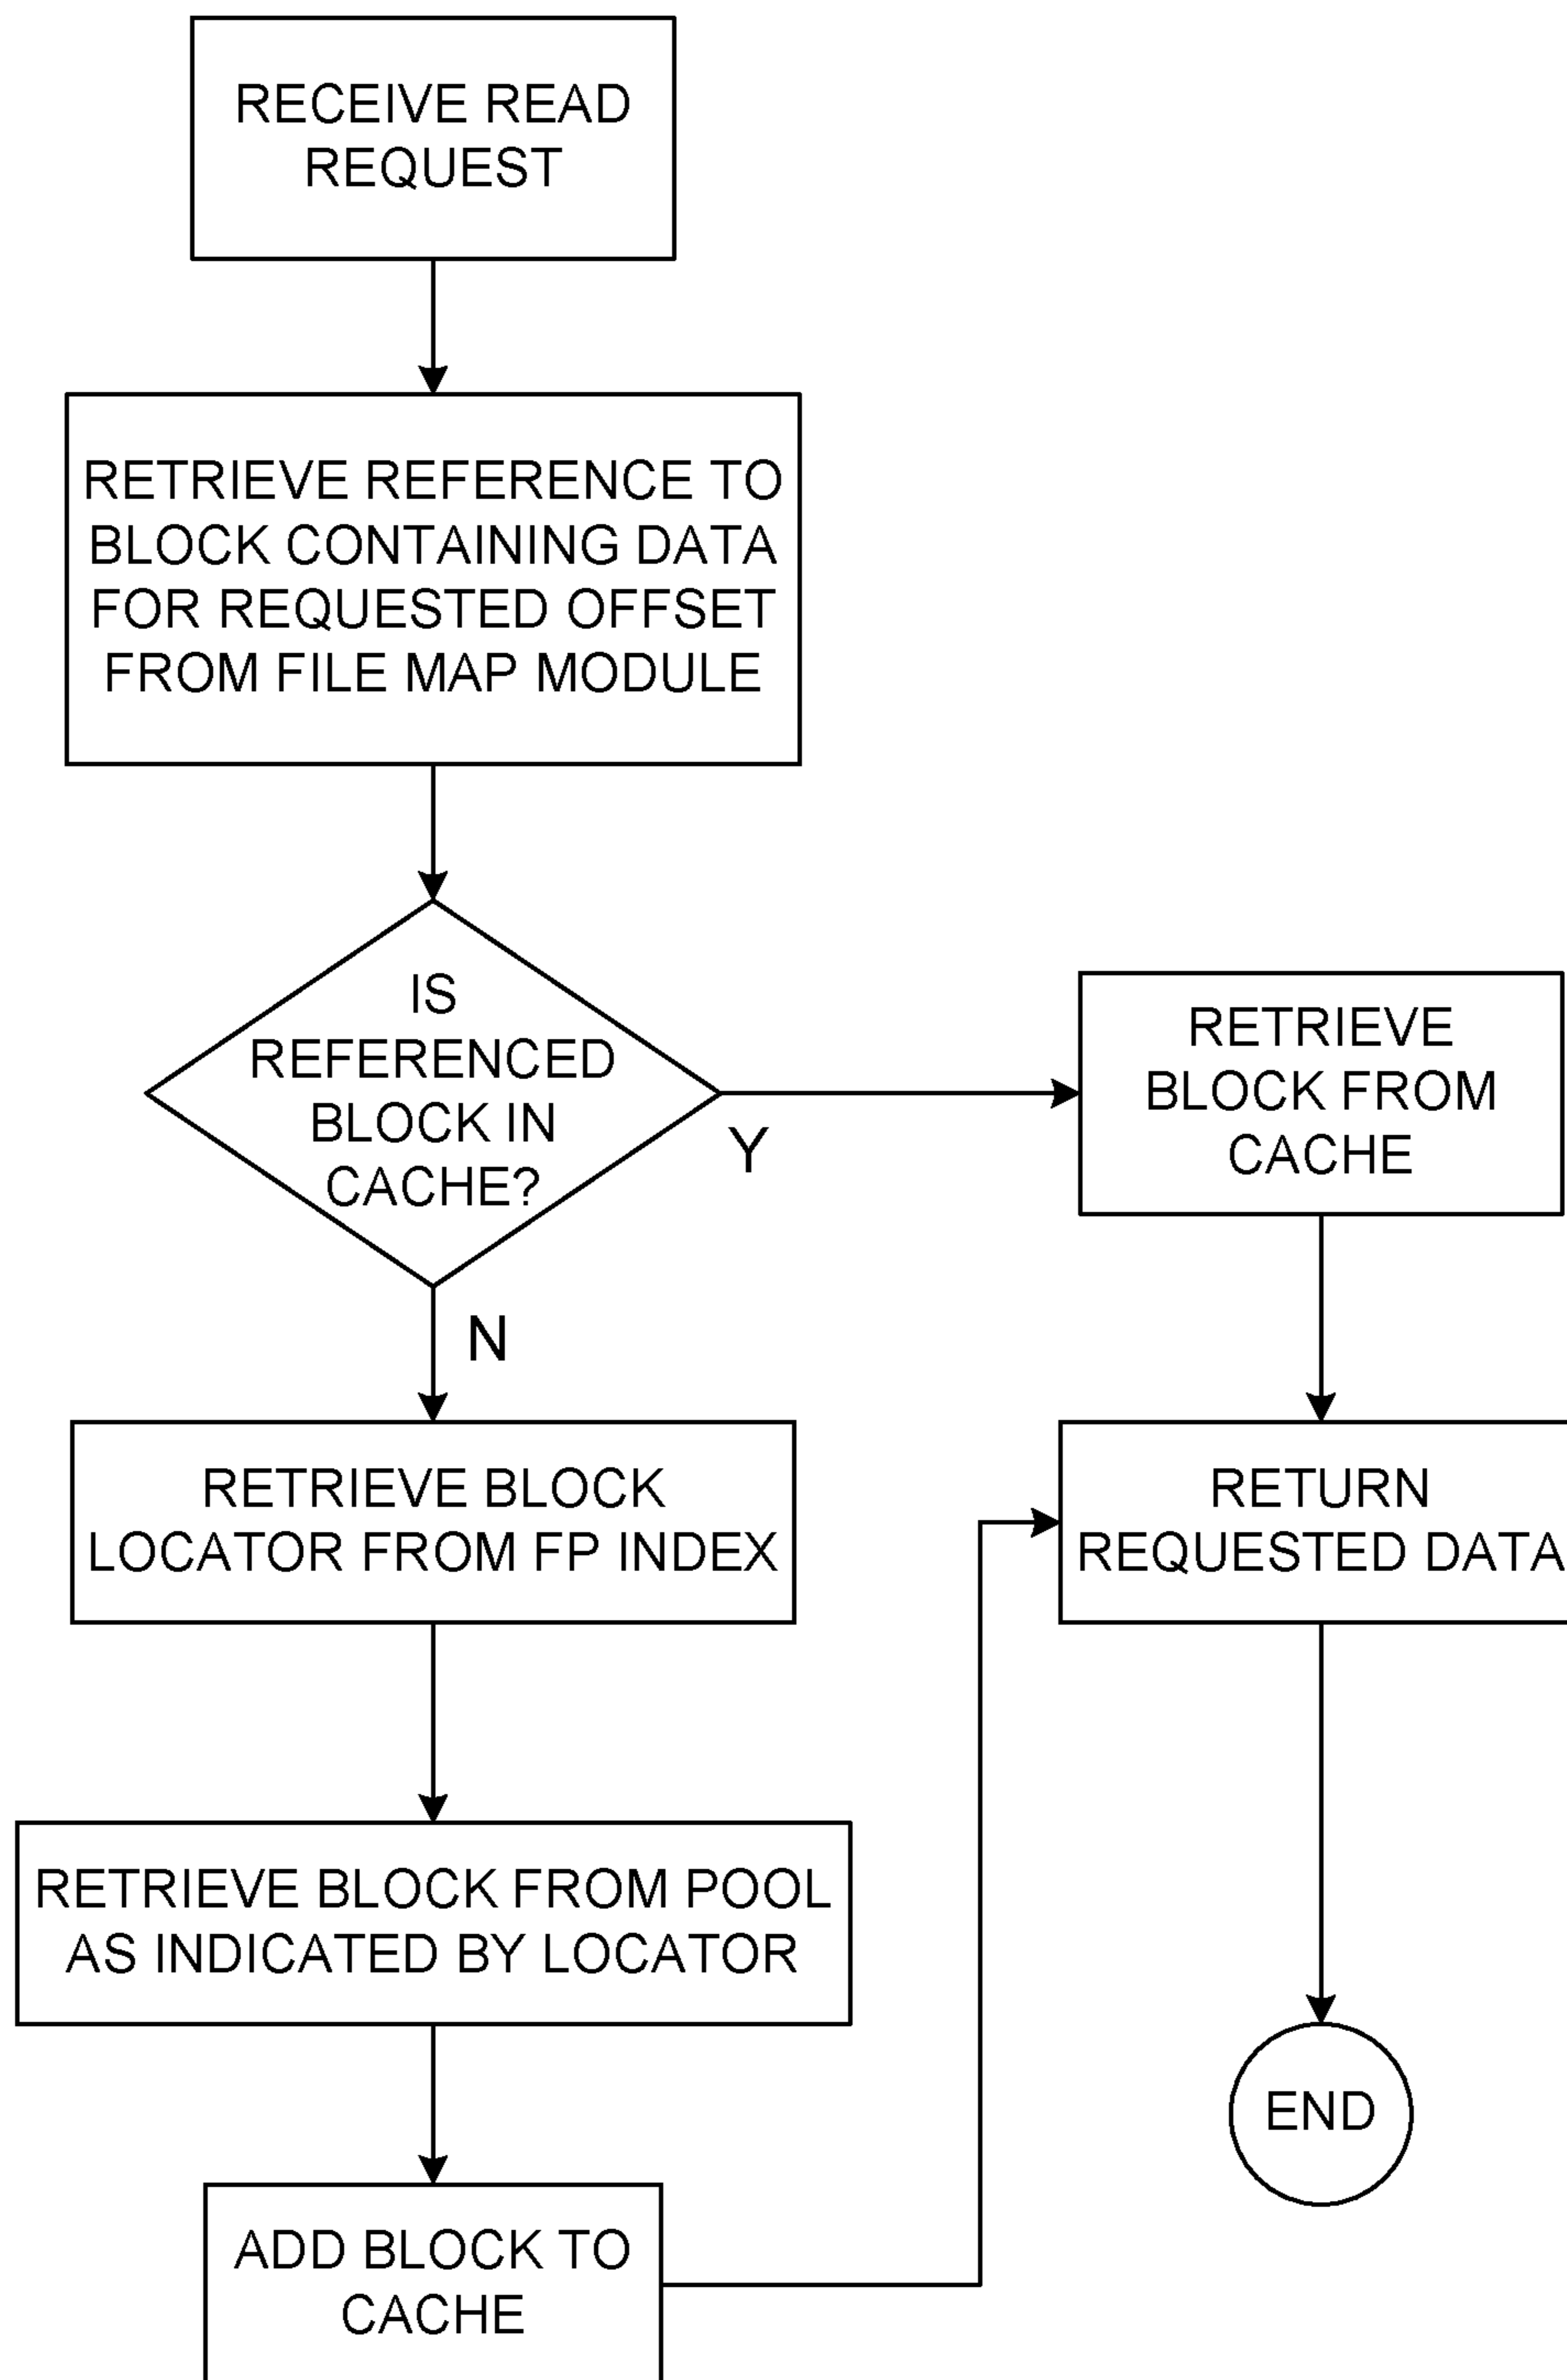 RECEIVE READ
REQUEST
RETRIEVE REFERENCE TO
BLOCK CONTAINING DATA
FOR REQUESTED OFFSET
FROM FILE MAP MODULE
IS
REFERENCED
BLOCK IN
CACHE?
Y
N
RETRIEVE
BLOCK FROM
CACHE
RETRIEVE BLOCK
LOCATOR FROM FP INDEX
RETURN
REQUESTED DATA
RETRIEVE BLOCK FROM POOL
AS INDICATED BY LOCATOR
END
ADD BLOCK TO
CACHE